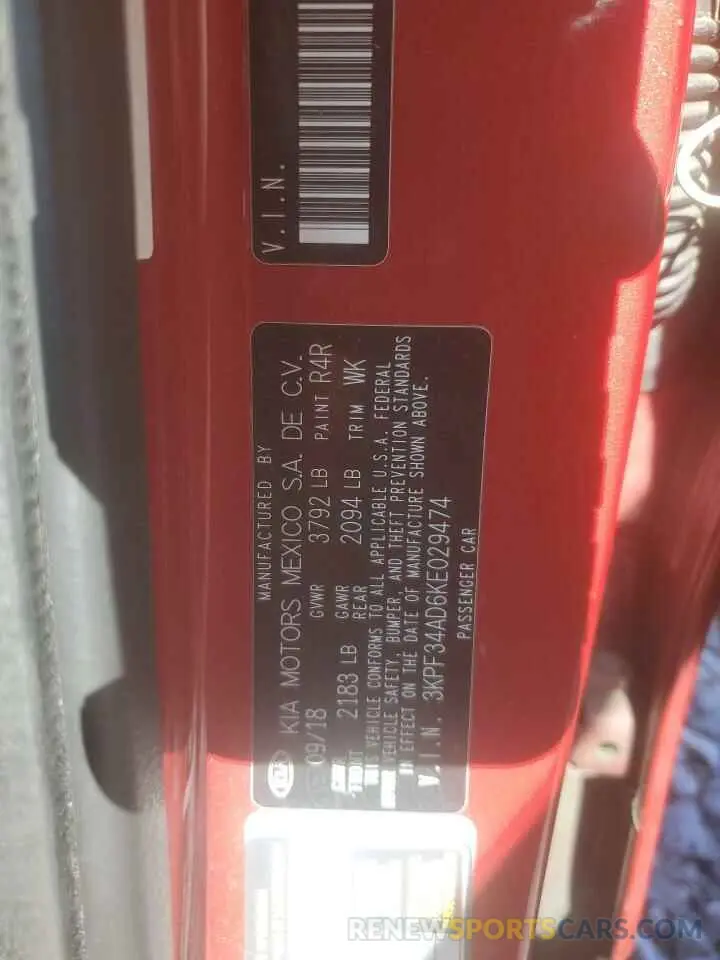 V.I.N.
MANUFACTURED BY
KIA MOTORS MEXICO S.A. DE C.V.
09/18 GVWR 3792 LB PAINT R4R
2183 LB GAWR REAR 2094 LB TRIM WK
THIS VEHICLE CONFORMS TO ALL APPLICABLE U.S.A. FEDERAL
VEHICLE SAFETY, BUMPER, AND THEFT PREVENTION STANDARDS
IN EFFECT ON THE DATE OF MANUFACTURE SHOWN ABOVE.
V.I.N. 3KPF34AD6KE029474
PASSENGER CAR
RENEWSPORTSCARS.COM